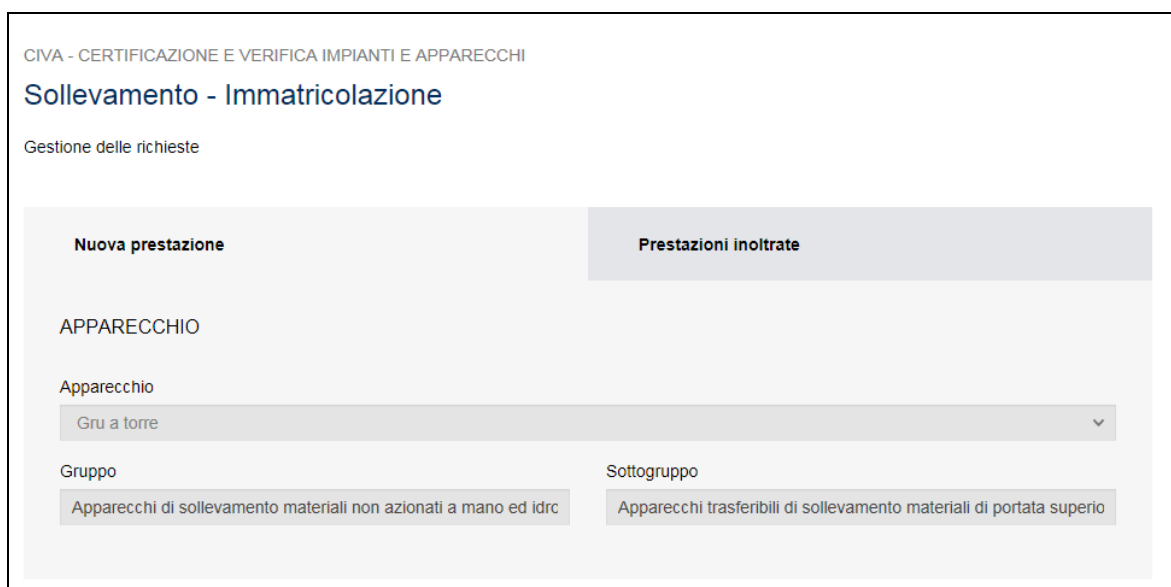 CIVA - CERTIFICAZIONE E VERIFICA IMPIANTI E APPARECCHI
Sollevamento - Immatricolazione
Gestione delle richieste
Nuova prestazione Prestazioni inoltrate
APPARECCHIO
Apparecchio
Gru a torre
Gruppo Sottogruppo
Apparecchi di sollevamento materiali non azionati a mano ed idrc Apparecchi trasferibili di sollevamento materiali di portata superio